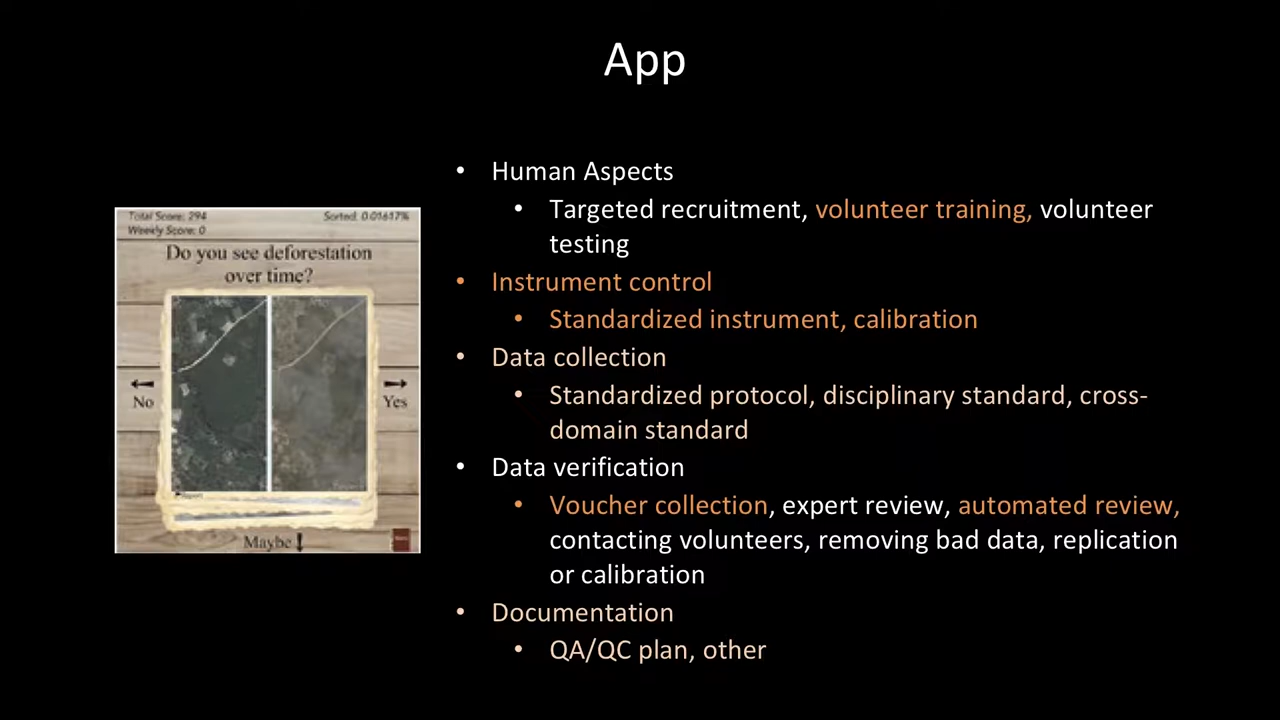 App
Total Score: 294
Sorted: 0.01617%
Weekly Score: 0
Do you see deforestation
over time?
No
Yes
Maybe
• Human Aspects
• Targeted recruitment, volunteer training, volunteer
testing
• Instrument control
• Standardized instrument, calibration
• Data collection
• Standardized protocol, disciplinary standard, cross-
domain standard
• Data verification
• Voucher collection, expert review, automated review,
contacting volunteers, removing bad data, replication
or calibration
• Documentation
• QA/QC plan, other